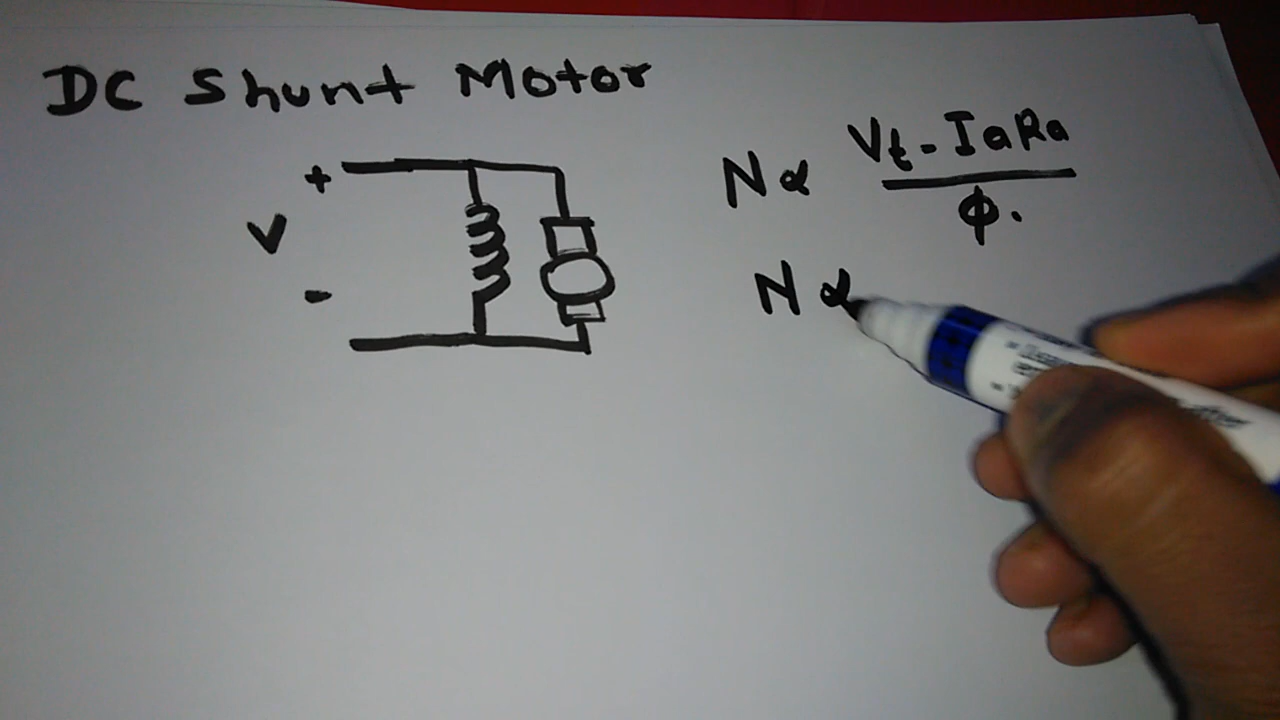 DC Shunt Motor
+
V
-
N α Vt - IaRa
φ.
N α